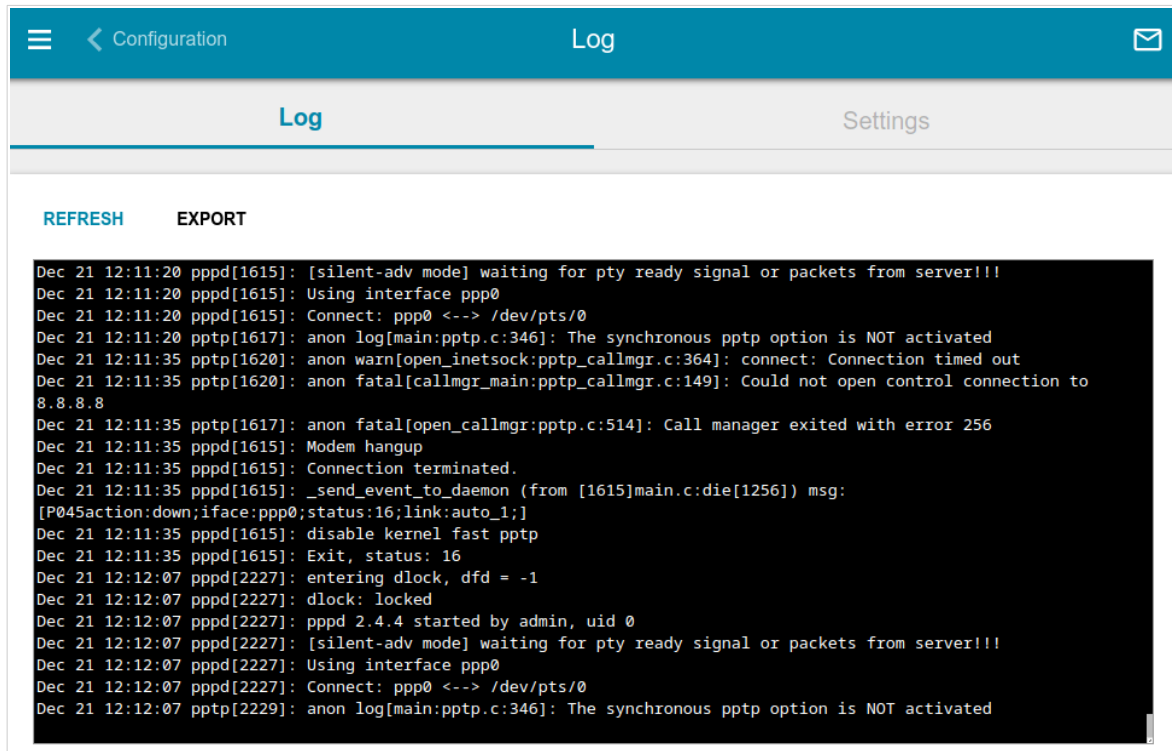 Configuration
Log
Log
Settings
REFRESH
EXPORT
Dec 21 12:11:20 pppd[1615]: [silent-adv mode] waiting for pty ready signal or packets from server!!!
Dec 21 12:11:20 pppd[1615]: Using interface ppp0
Dec 21 12:11:20 pppd[1615]: Connect: ppp0 <--> /dev/pts/0
Dec 21 12:11:20 pptp[1617]: anon log[main:pptp.c:346]: The synchronous pptp option is NOT activated
Dec 21 12:11:35 pptp[1620]: anon warn[open_inetsock:pptp_callmgr.c:364]: connect: Connection timed out
Dec 21 12:11:35 pptp[1620]: anon fatal[callmgr_main:pptp_callmgr.c:149]: Could not open control connection to
8.8.8.8
Dec 21 12:11:35 pptp[1617]: anon fatal[open_callmgr:pptp.c:514]: Call manager exited with error 256
Dec 21 12:11:35 pppd[1615]: Modem hangup
Dec 21 12:11:35 pppd[1615]: Connection terminated.
Dec 21 12:11:35 pppd[1615]: _send_event_to_daemon (from [1615]main.c:die[1256]) msg:
[P045action:down;iface:ppp0;status:16;link:auto_1;]
Dec 21 12:11:35 pppd[1615]: disable kernel fast pptp
Dec 21 12:11:35 pppd[1615]: Exit, status: 16
Dec 21 12:12:07 pppd[2227]: entering dlock, dfd = -1
Dec 21 12:12:07 pppd[2227]: dlock: locked
Dec 21 12:12:07 pppd[2227]: pppd 2.4.4 started by admin, uid 0
Dec 21 12:12:07 pppd[2227]: [silent-adv mode] waiting for pty ready signal or packets from server!!!
Dec 21 12:12:07 pppd[2227]: Using interface ppp0
Dec 21 12:12:07 pppd[2227]: Connect: ppp0 <--> /dev/pts/0
Dec 21 12:12:07 pptp[2229]: anon log[main:pptp.c:346]: The synchronous pptp option is NOT activated